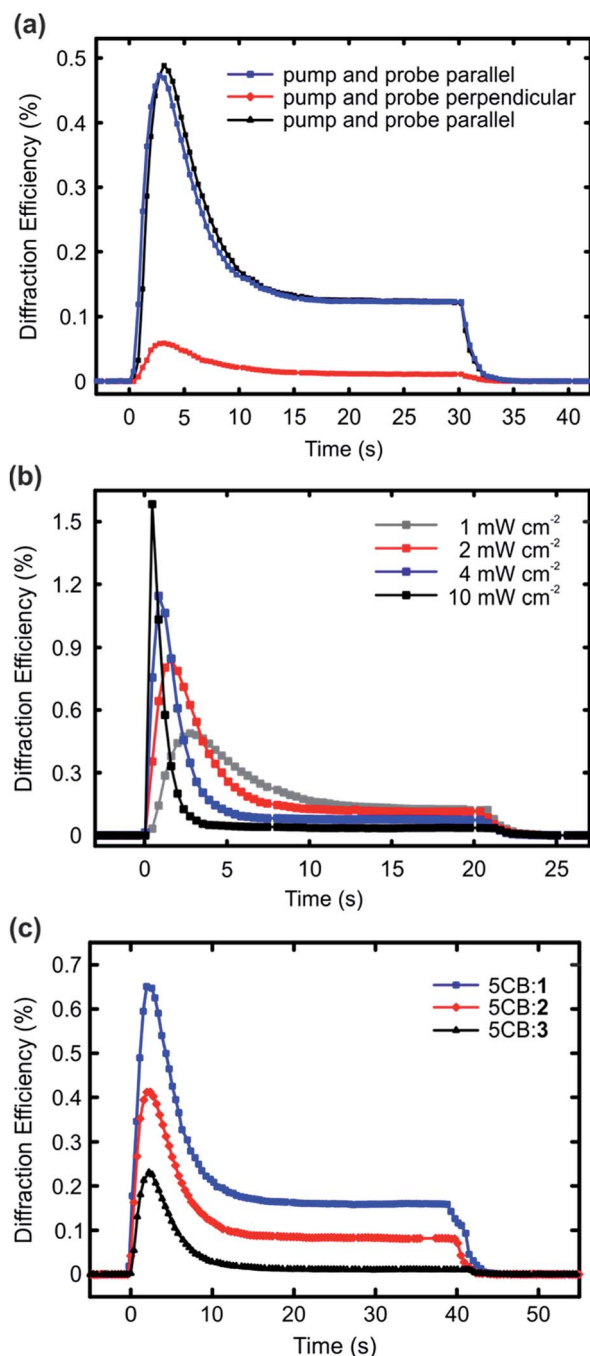 (a)
0.5
0.4
0.3
0.2
0.1
0
Diffraction Efficiency (%)
pump and probe parallel
pump and probe perpendicular
pump and probe parallel
0 5 10 15 20 25 30 35 40
Time (s)
(b)
1.5
1.2
0.9
0.6
0.3
0
Diffraction Efficiency (%)
1 mW cm⁻²
2 mW cm⁻²
4 mW cm⁻²
10 mW cm⁻²
0 5 10 15 20 25
Time (s)
(c)
0.7
0.6
0.5
0.4
0.3
0.2
0.1
0
Diffraction Efficiency (%)
5CB:1
5CB:2
5CB:3
0 10 20 30 40 50
Time (s)